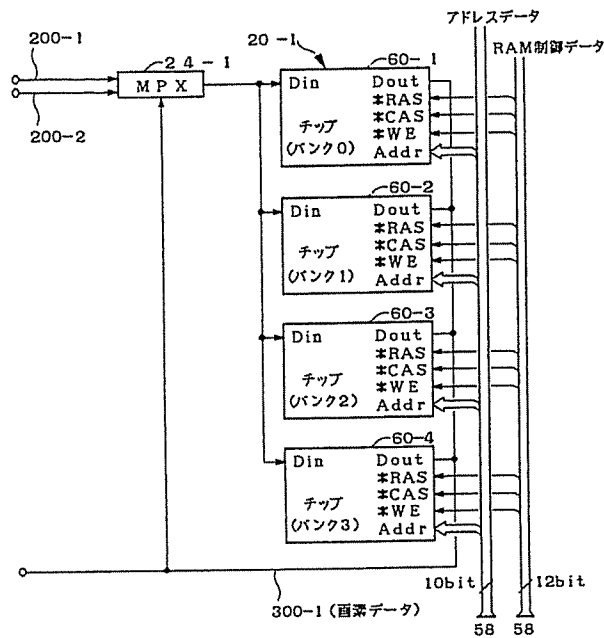 アドレスデータ
200-1
24-1
20-1
60-1
RAM制御データ
MPX
Din
Dout
*RAS
*CAS
*WE
Addr
チップ
(バンク0)
200-2
60-2
Din
Dout
*RAS
*CAS
*WE
Addr
チップ
(バンク1)
60-3
Din
Dout
*RAS
*CAS
*WE
Addr
チップ
(バンク2)
60-4
Din
Dout
*RAS
*CAS
*WE
Addr
チップ
(バンク3)
10bit
12bit
300-1(画素データ)
58
58